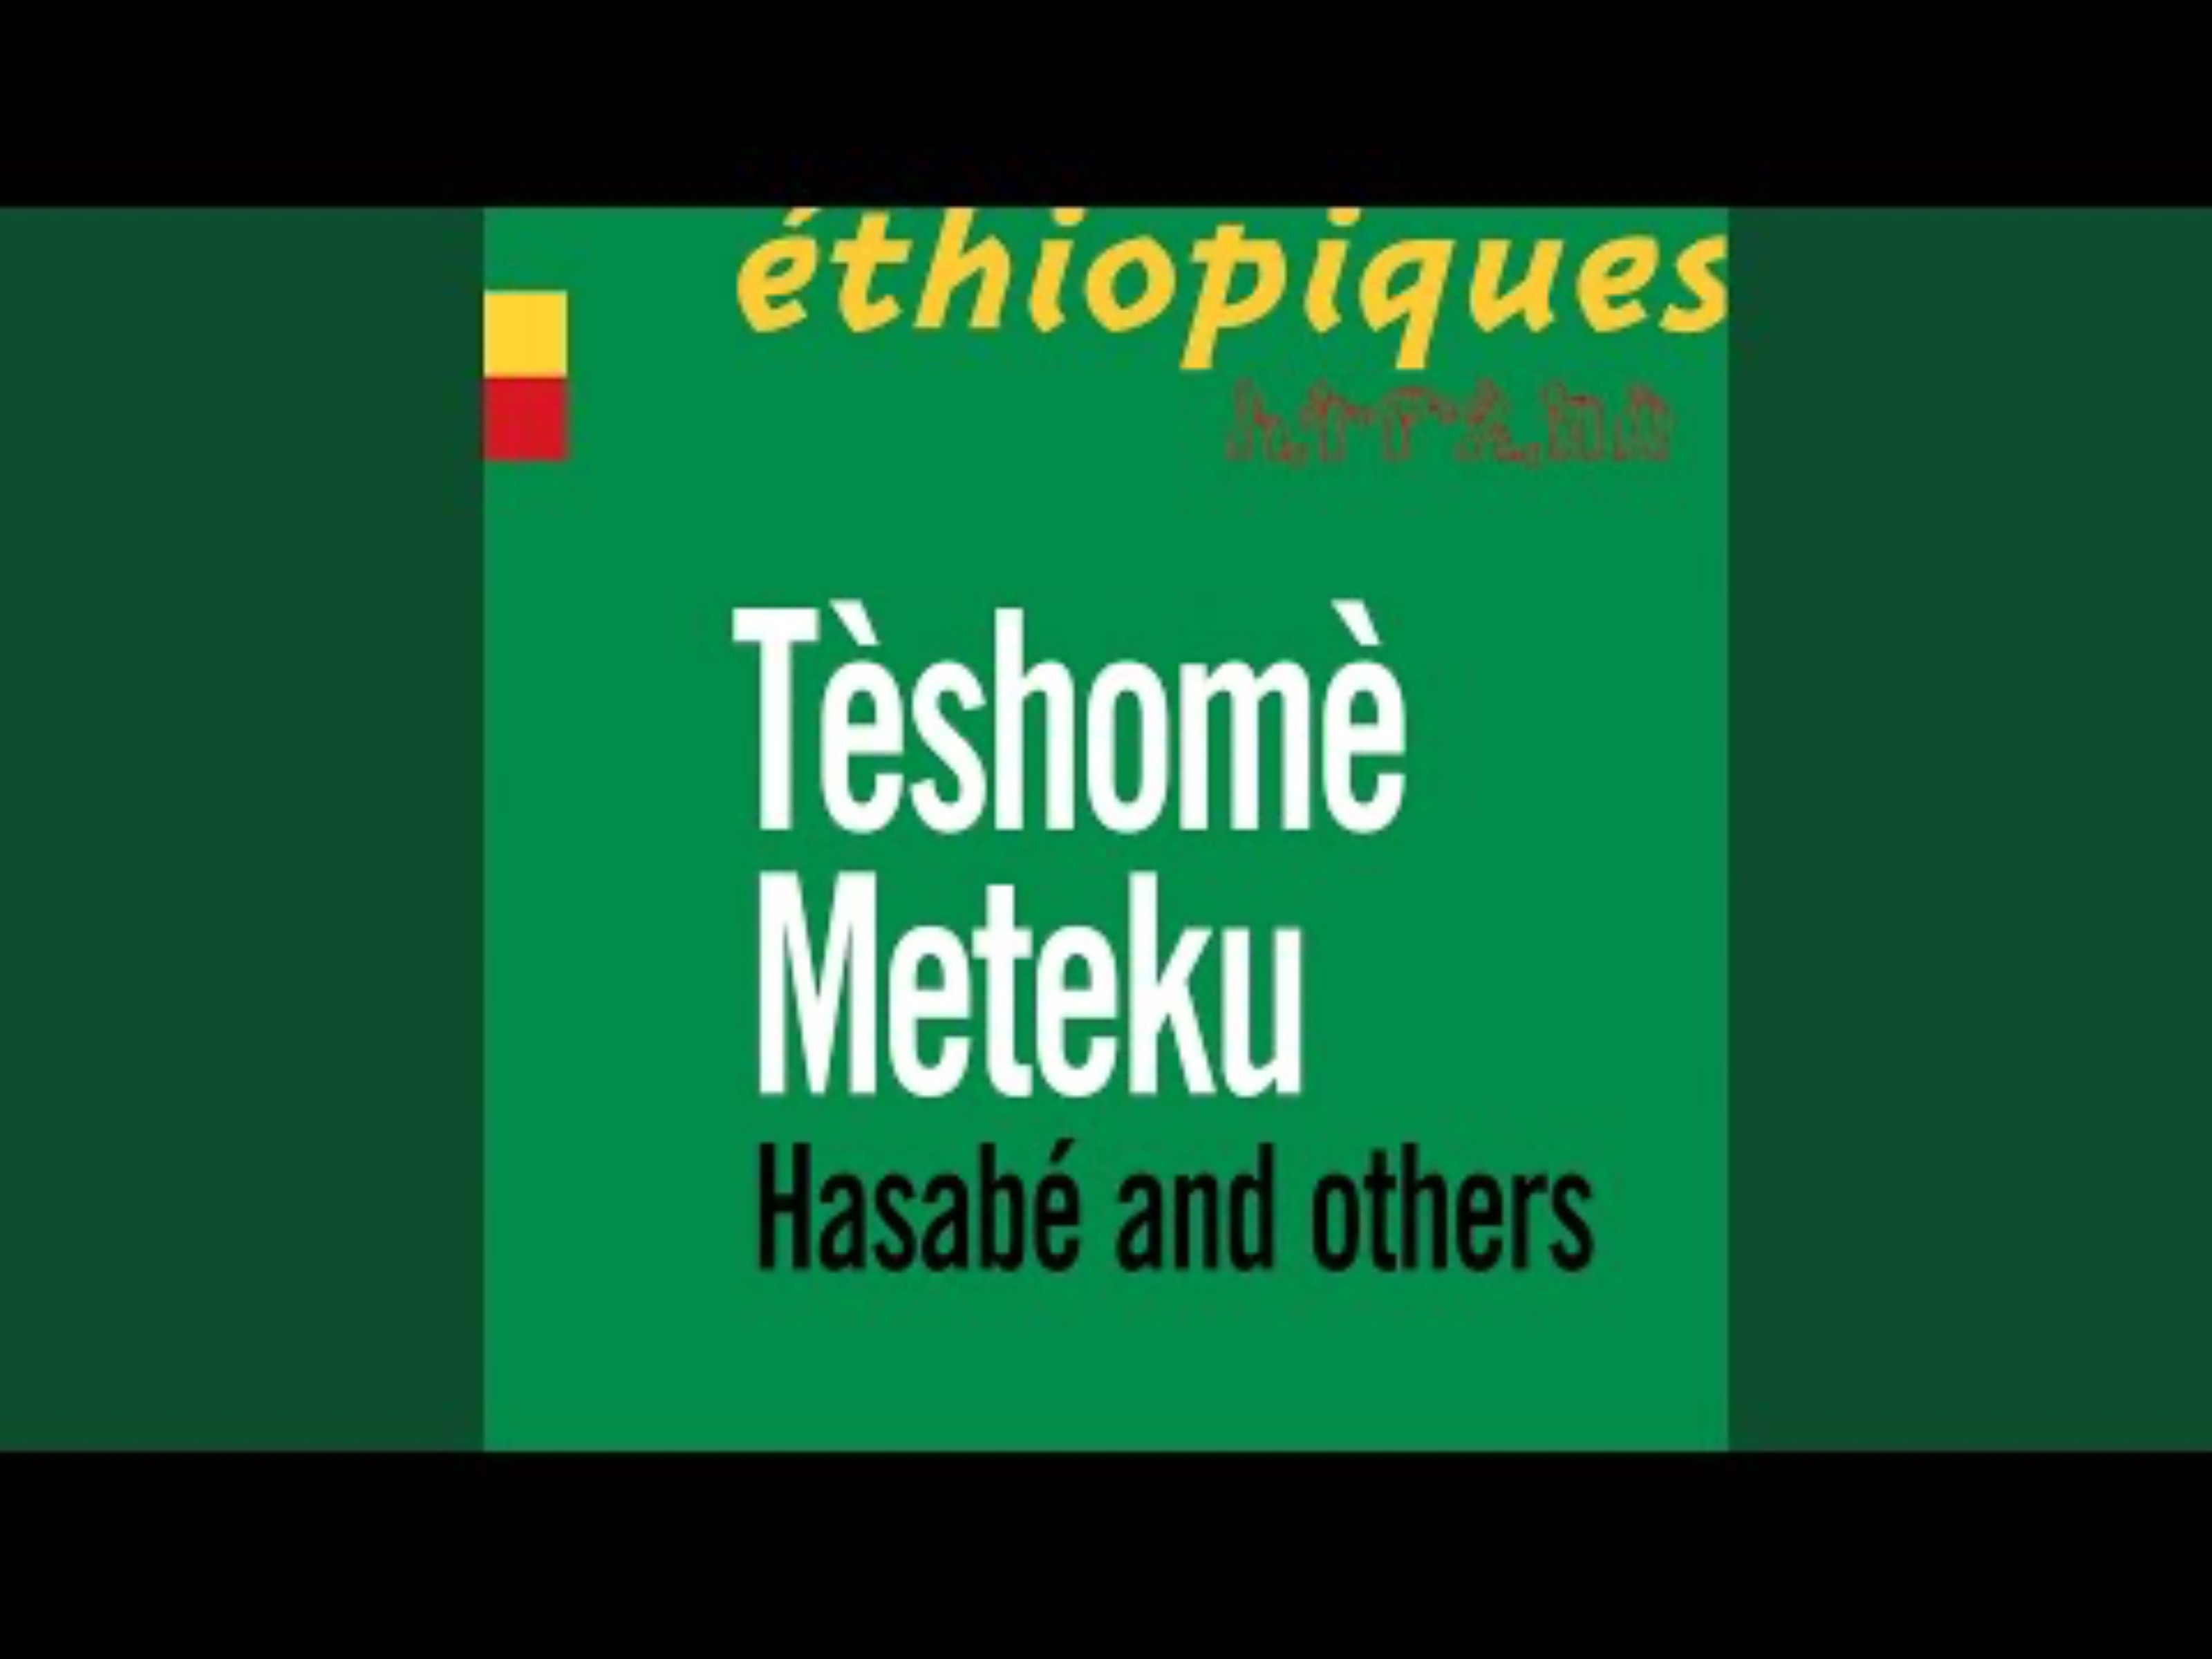 éthiopiques
Tèshomè
Meteku
Hasabé and others